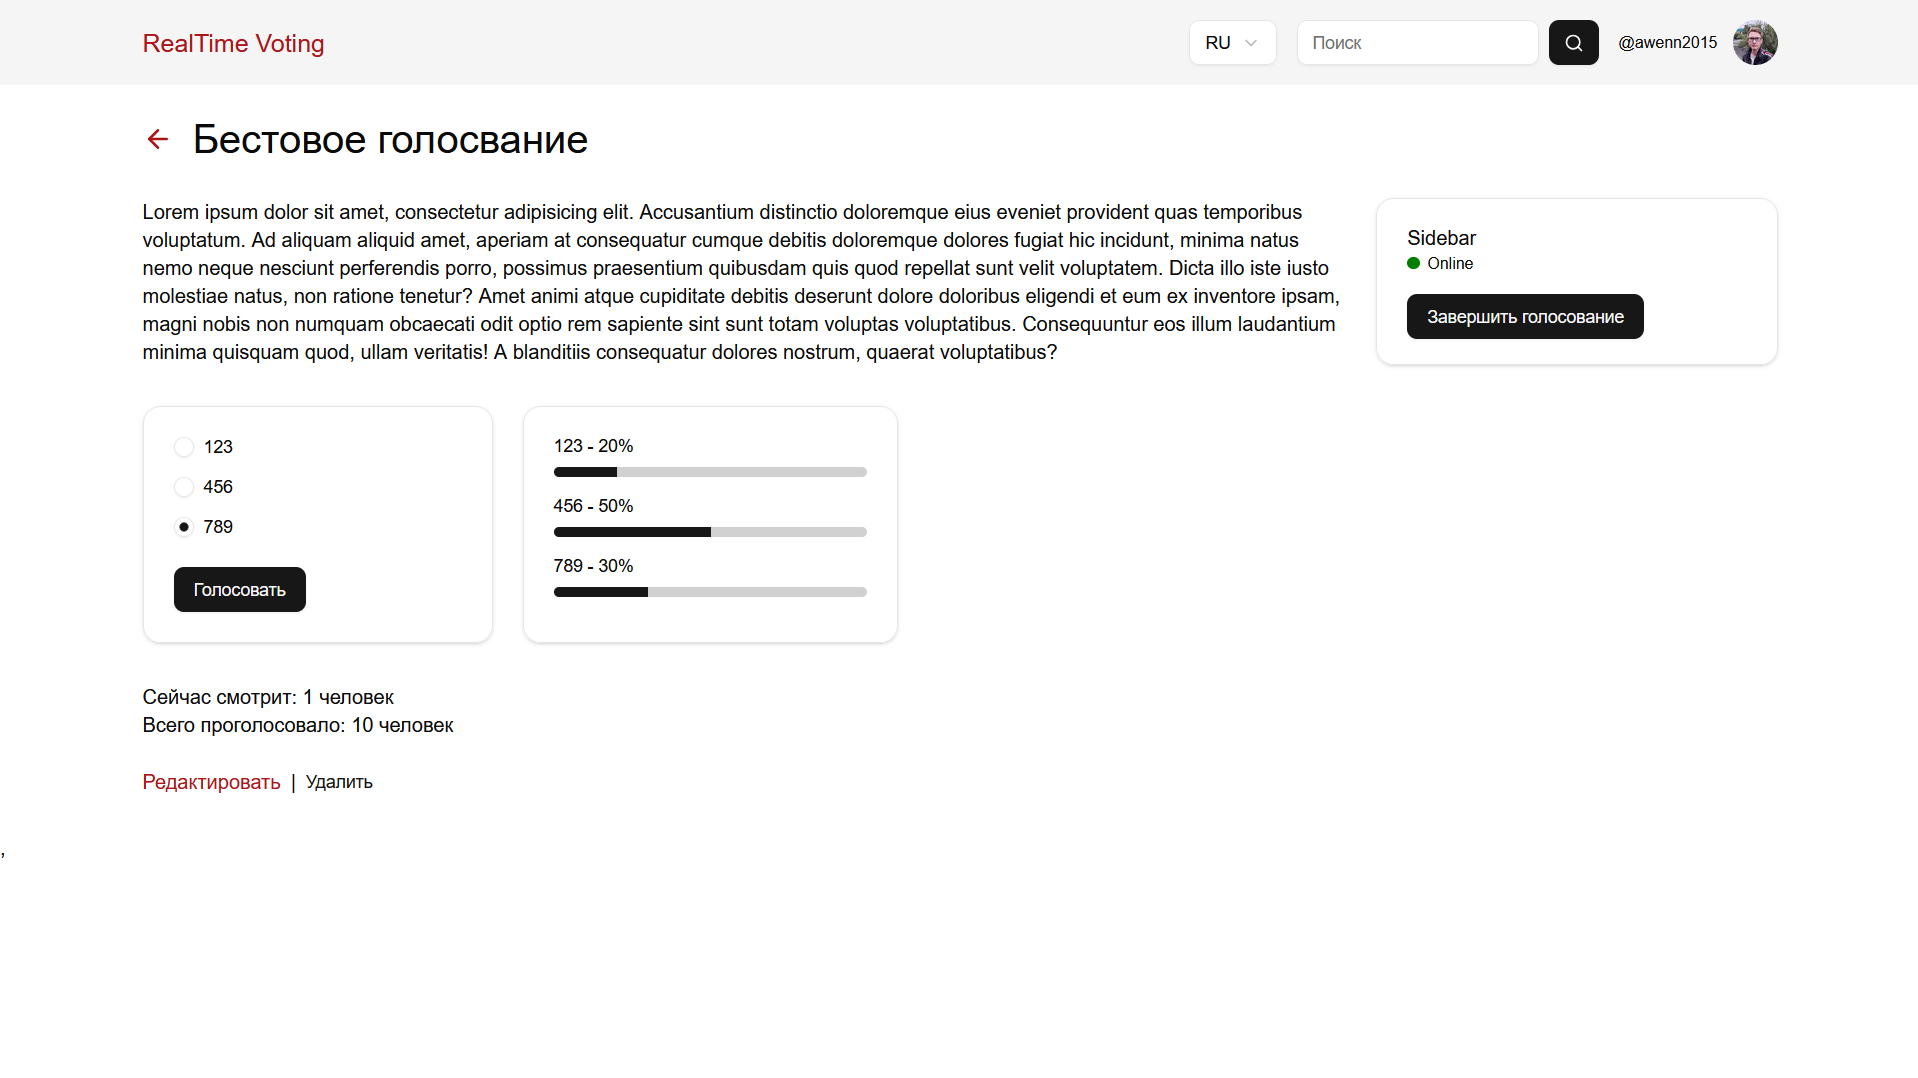 RealTime Voting
RU
Поиск
@awenn2015
Бестовое голосвание
Lorem ipsum dolor sit amet, consectetur adipisicing elit. Accusantium distinctio doloremque eius eveniet provident quas temporibus
voluptatum. Ad aliquam aliquid amet, aperiam at consequatur cumque debitis doloremque dolores fugiat hic incidunt, minima natus
nemo neque nesciunt perferendis porro, possimus praesentium quibusdam quis quod repellat sunt velit voluptatem. Dicta illo iste iusto
molestiae natus, non ratione tenetur? Amet animi atque cupiditate debitis deserunt dolore doloribus eligendi et eum ex inventore ipsam,
magni nobis non numquam obcaecati odit optio rem sapiente sint sunt totam voluptas voluptatibus. Consequuntur eos illum laudantium
minima quisquam quod, ullam veritatis! A blanditiis consequatur dolores nostrum, quaerat voluptatibus?
Sidebar
Online
Завершить голосование
123
456
789
Голосовать
123 - 20%
456 - 50%
789 - 30%
Сейчас смотрит: 1 человек
Всего проголосовало: 10 человек
Редактировать | Удалить
,